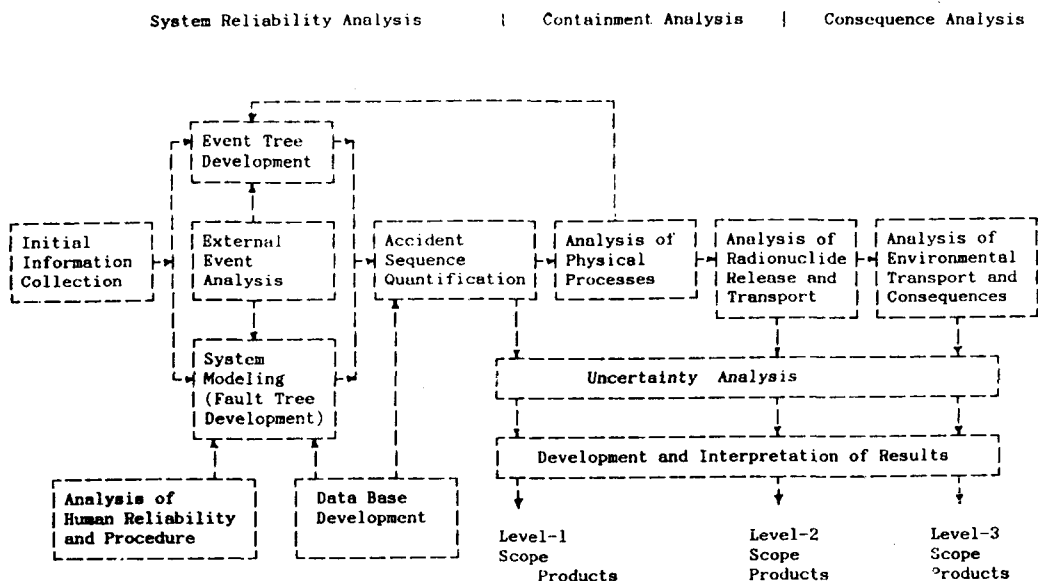 System Reliability Analysis | Containment Analysis | Consequence Analysis
Event Tree
Development
Initial
Information
Collection
External
Event
Analysis
Accident
Sequence
Quantification
Analysis of
Physical
Processes
Analysis of
Radionuclide
Release and
Transport
Analysis of
Environmental
Transport and
Consequences
System
Modeling
(Fault Tree
Development)
Uncertainty Analysis
Development and Interpretation of Results
Analysis of
Human Reliability
and Procedure
Data Base
Development
Level-1
Scope
Products
Level-2
Scope
Products
Level-3
Scope
Products